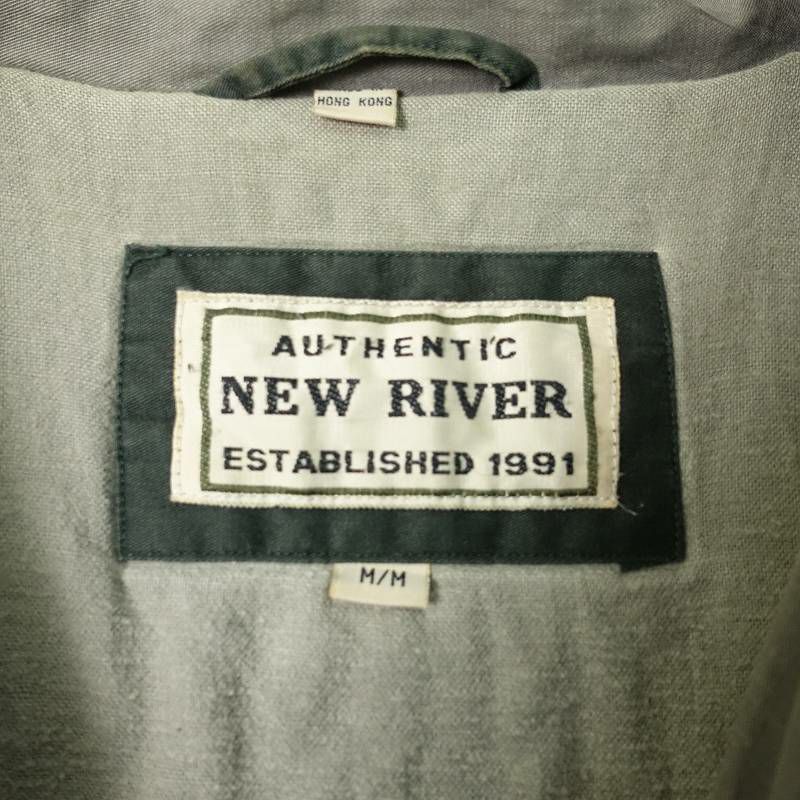 HONG KONG
AUTHENTIC
NEW RIVER
ESTABLISHED 1991
M/M